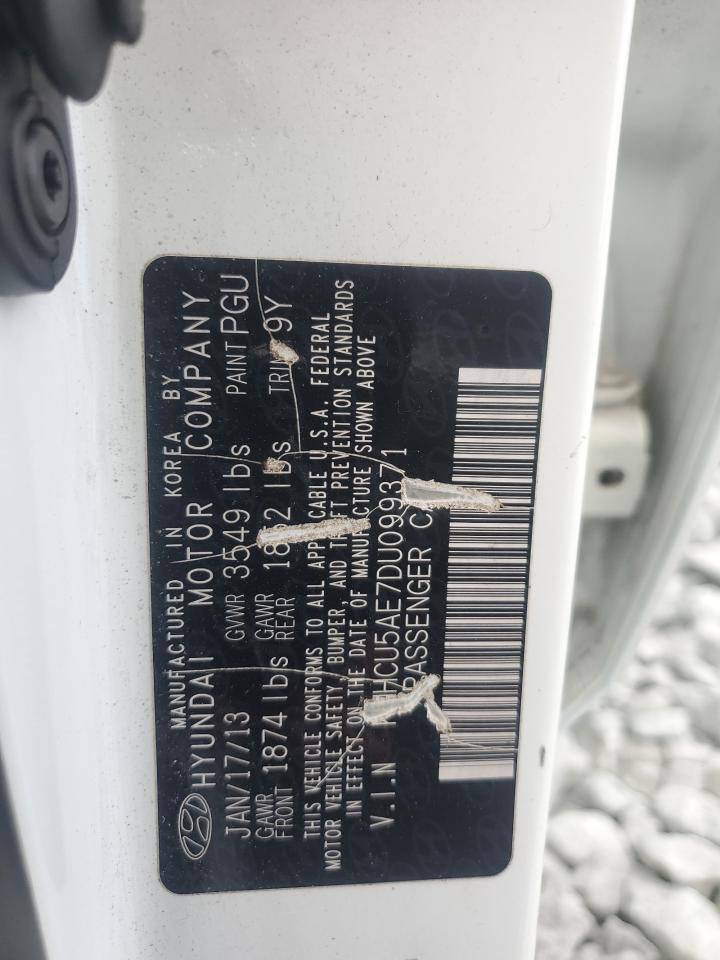 MANUFACTURED IN KOREA BY
HYUNDAI MOTOR COMPANY
JAN/17/13 GVWR 3549 lbs PAINT PGU
GAWR FRONT 1874 lbs GAWR REAR lbs 9Y
THIS VEHICLE CONFORMS TO ALL APPLICABLE U.S.A. FEDERAL
MOTOR VEHICLE SAFETY, BUMPER, AND THEFT PREVENTION STANDARDS
IN EFFECT ON THE DATE OF MANUFACTURE SHOWN ABOVE
V.I.N
PASSENGER